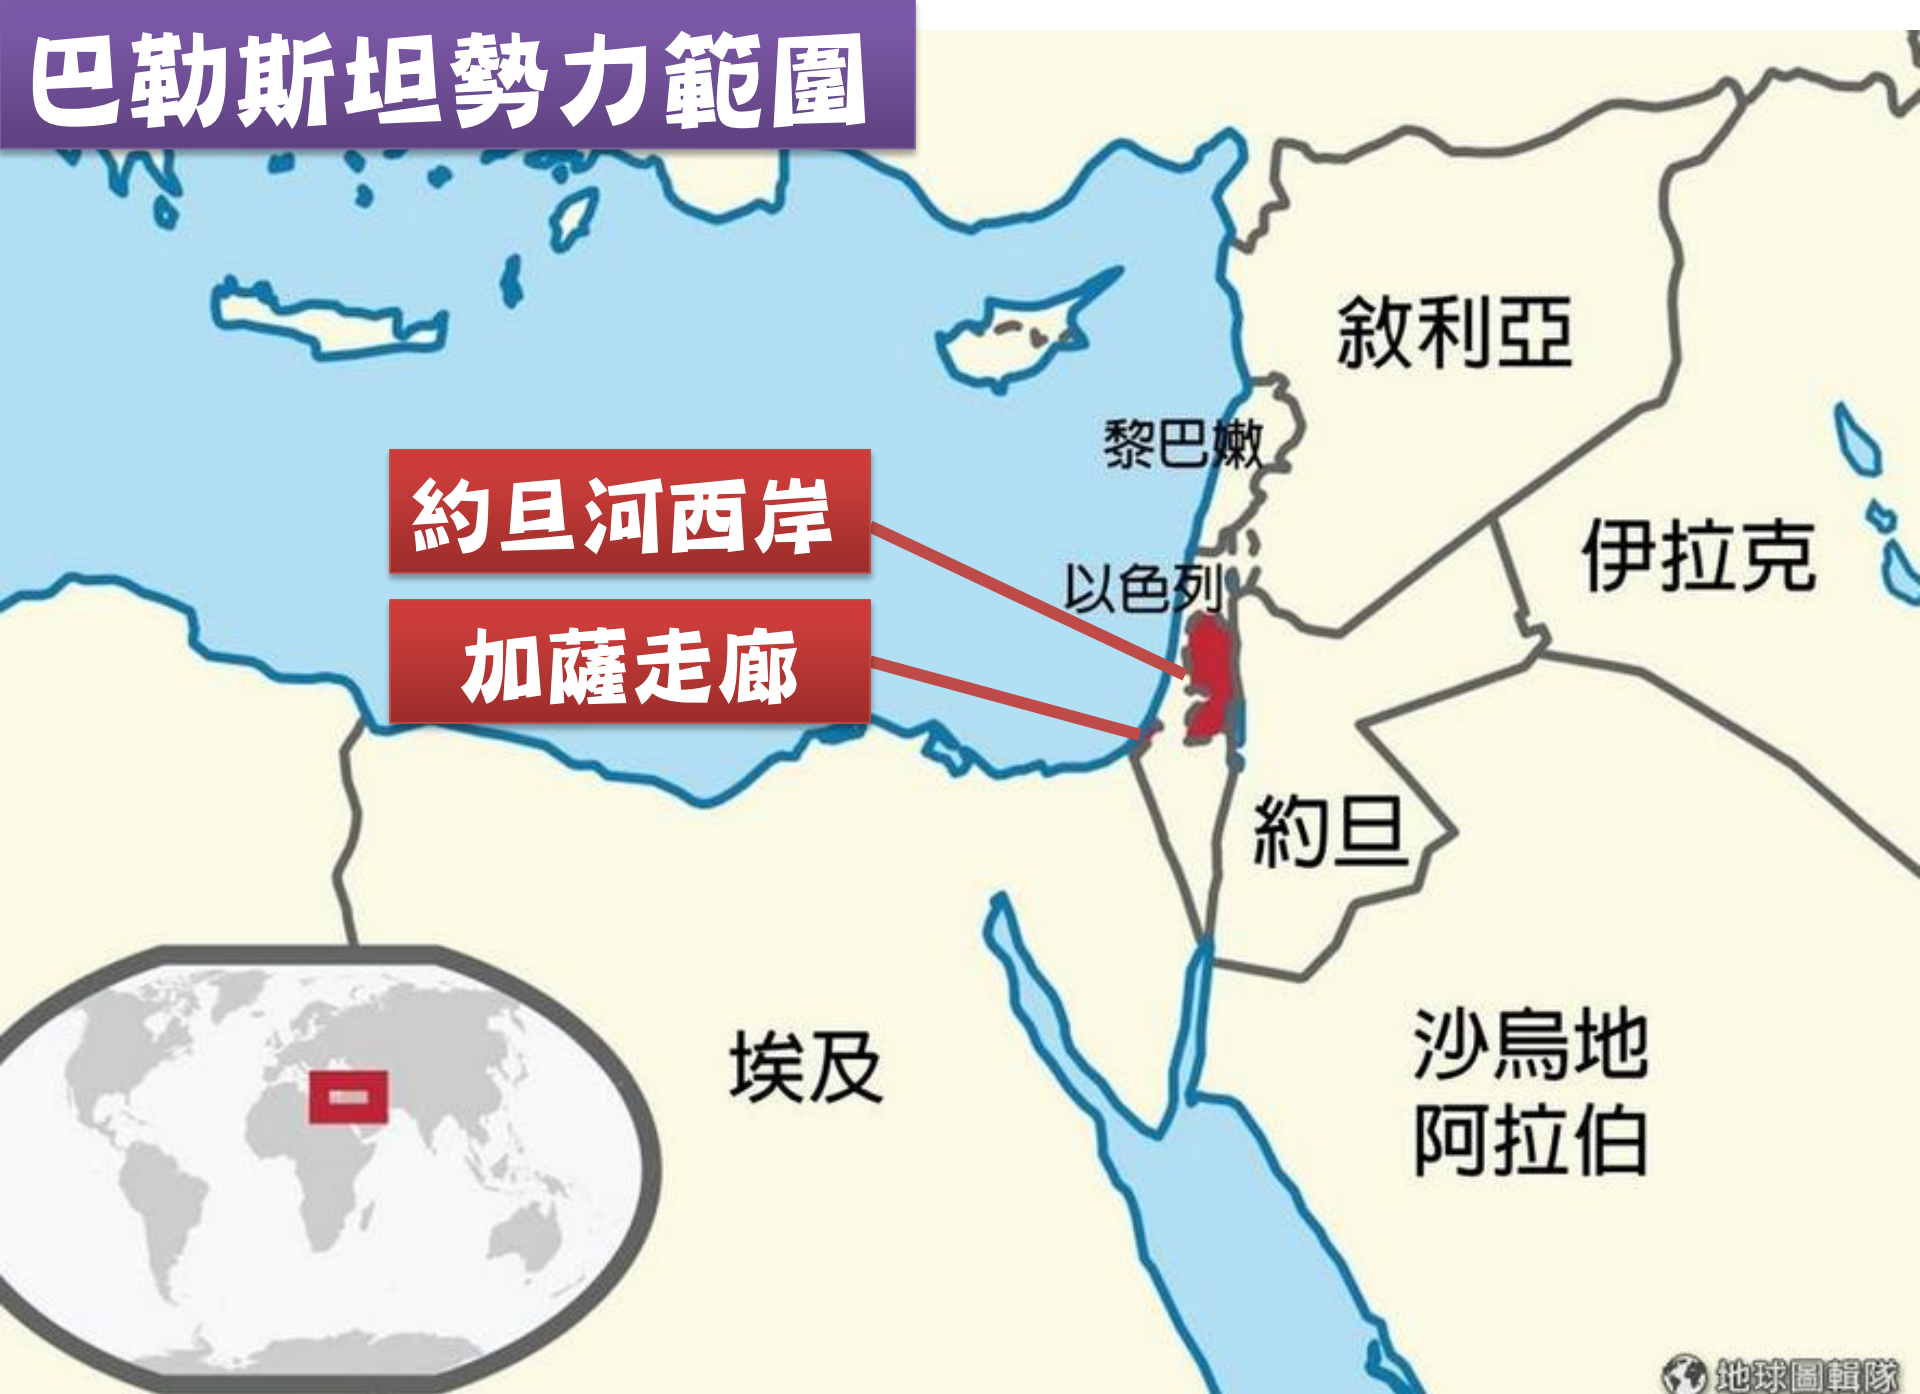 巴勒斯坦勢力範圍
敘利亞
黎巴嫩
約旦河西岸
伊拉克
以色列
加薩走廊
約旦
埃及
沙烏地
阿拉伯
地球圖輯隊